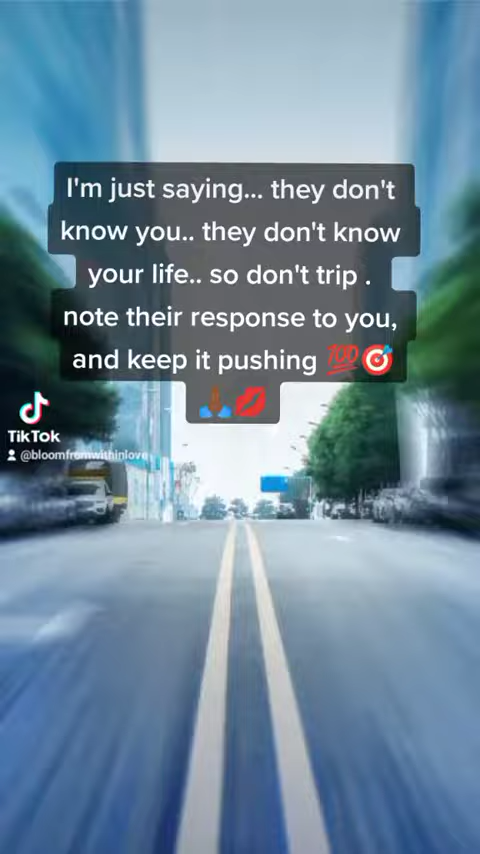 I'm just saying... they don't
know you.. they don't know
your life.. so don't trip .
note their response to you,
and keep it pushing 💯🎯
🙏🏾💋
TikTok
@bloomfromwithinlove